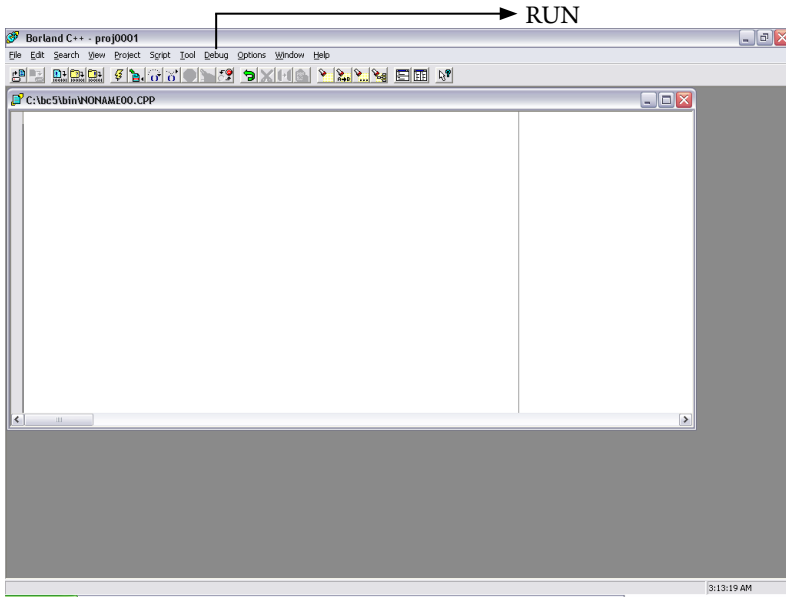 RUN
Borland C++ - proj0001
File Edit Search View Project Script Tool Debug Options Window Help
C:\bc5\bin\NONAME00.CPP
3:13:19 AM